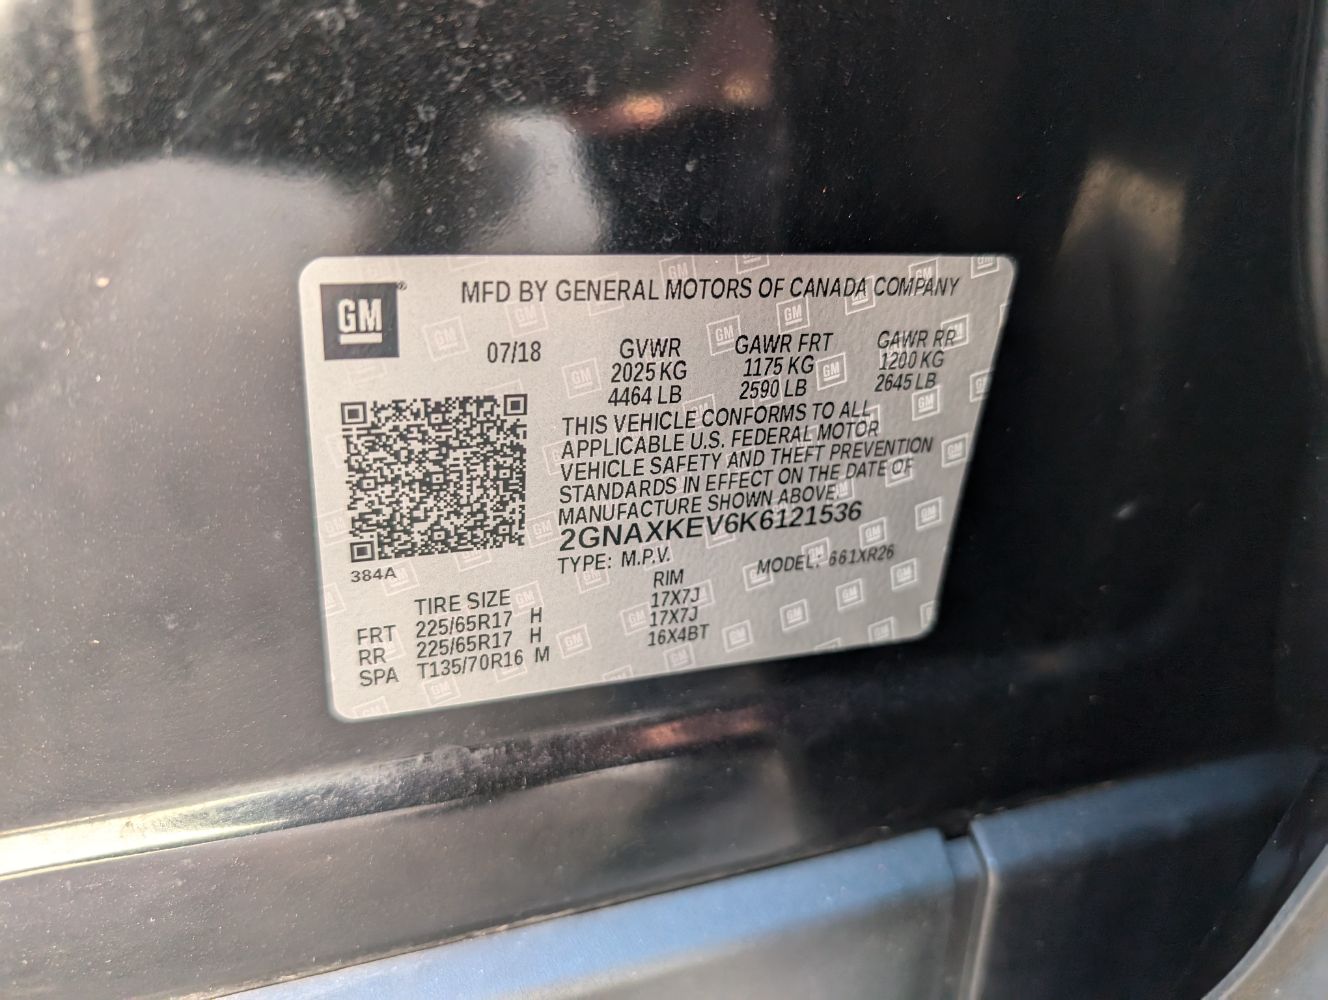 GM
MFD BY GENERAL MOTORS OF CANADA COMPANY
07/18 GVWR GAWR FRT GAWR RR
2025 KG 1175 KG 1200 KG
4464 LB 2590 LB 2645 LB
THIS VEHICLE CONFORMS TO ALL
APPLICABLE U.S. FEDERAL MOTOR
VEHICLE SAFETY AND THEFT PREVENTION
STANDARDS IN EFFECT ON THE DATE OF
MANUFACTURE SHOWN ABOVE.
2GNAXKEV6K6121536
384A TYPE: M.P.V. MODEL: 661XR26
TIRE SIZE RIM
FRT 225/65R17 H 17X7J
RR 225/65R17 H 17X7J
SPA T135/70R16 M 16X4BT